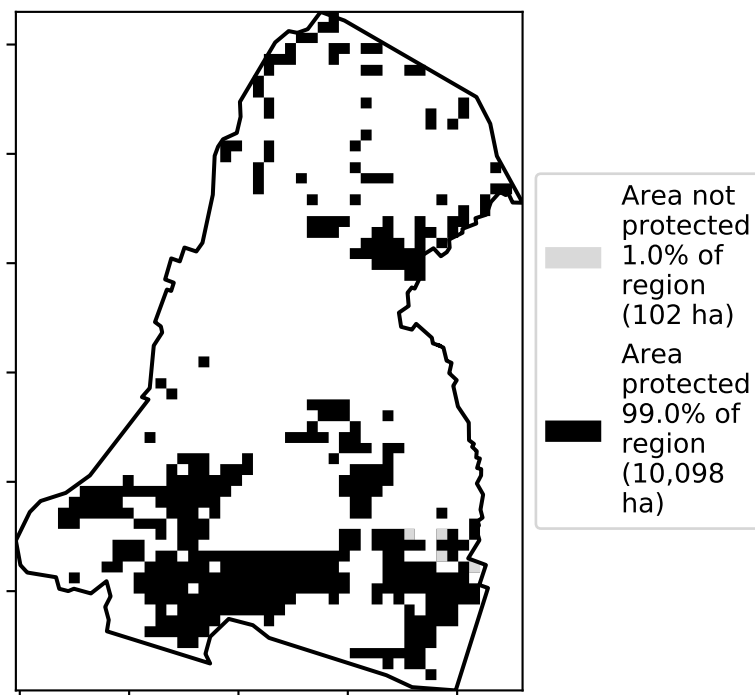 Area not
protected
1.0% of
region
(102 ha)
Area
protected
99.0% of
region
(10,098
ha)